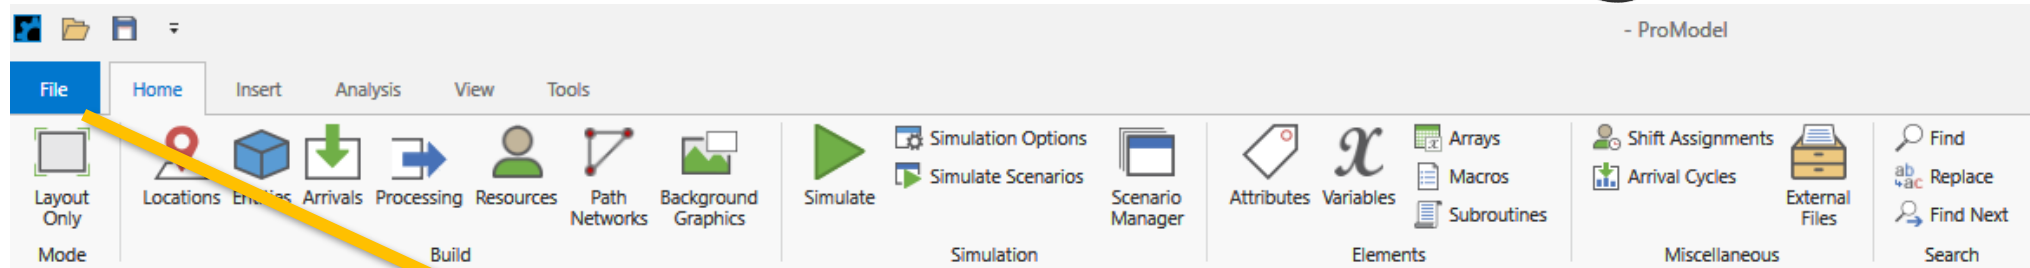 - ProModel
File Home Insert Analysis View Tools
Layout Only
Locations Entities Arrivals Processing Resources Path Networks Background Graphics
Simulate
Simulation Options
Simulate Scenarios
Scenario Manager
Attributes Variables
Arrays
Macros
Subroutines
Shift Assignments
Arrival Cycles
External Files
Find
Replace
Find Next
Mode Build Simulation Elements Miscellaneous Search